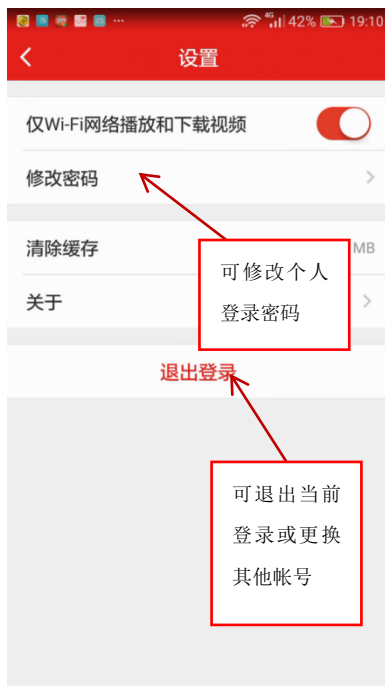 4G 42% 19:10
设置
仅Wi-Fi网络播放和下载视频
修改密码
清除缓存 MB
可修改个人
登录密码
关于
退出登录
可退出当前
登录或更换
其他帐号